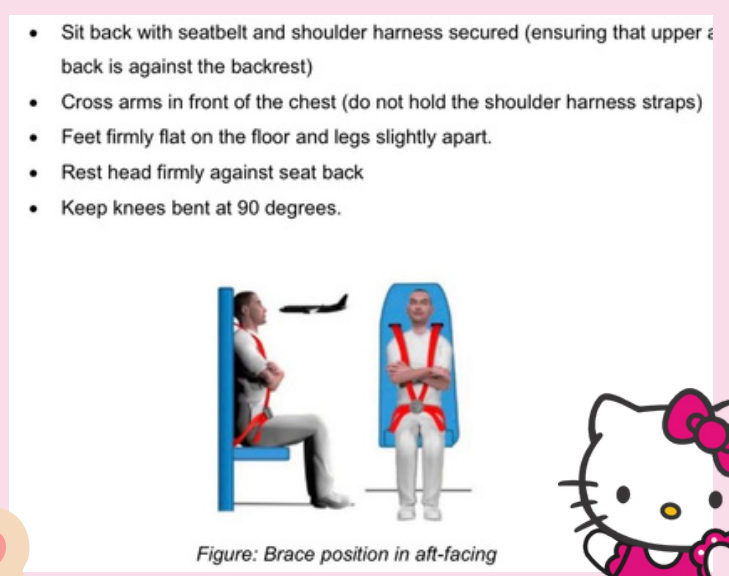 • Sit back with seatbelt and shoulder harness secured (ensuring that upper
back is against the backrest)
• Cross arms in front of the chest (do not hold the shoulder harness straps)
• Feet firmly flat on the floor and legs slightly apart.
• Rest head firmly against seat back
• Keep knees bent at 90 degrees.
Figure: Brace position in aft-facing